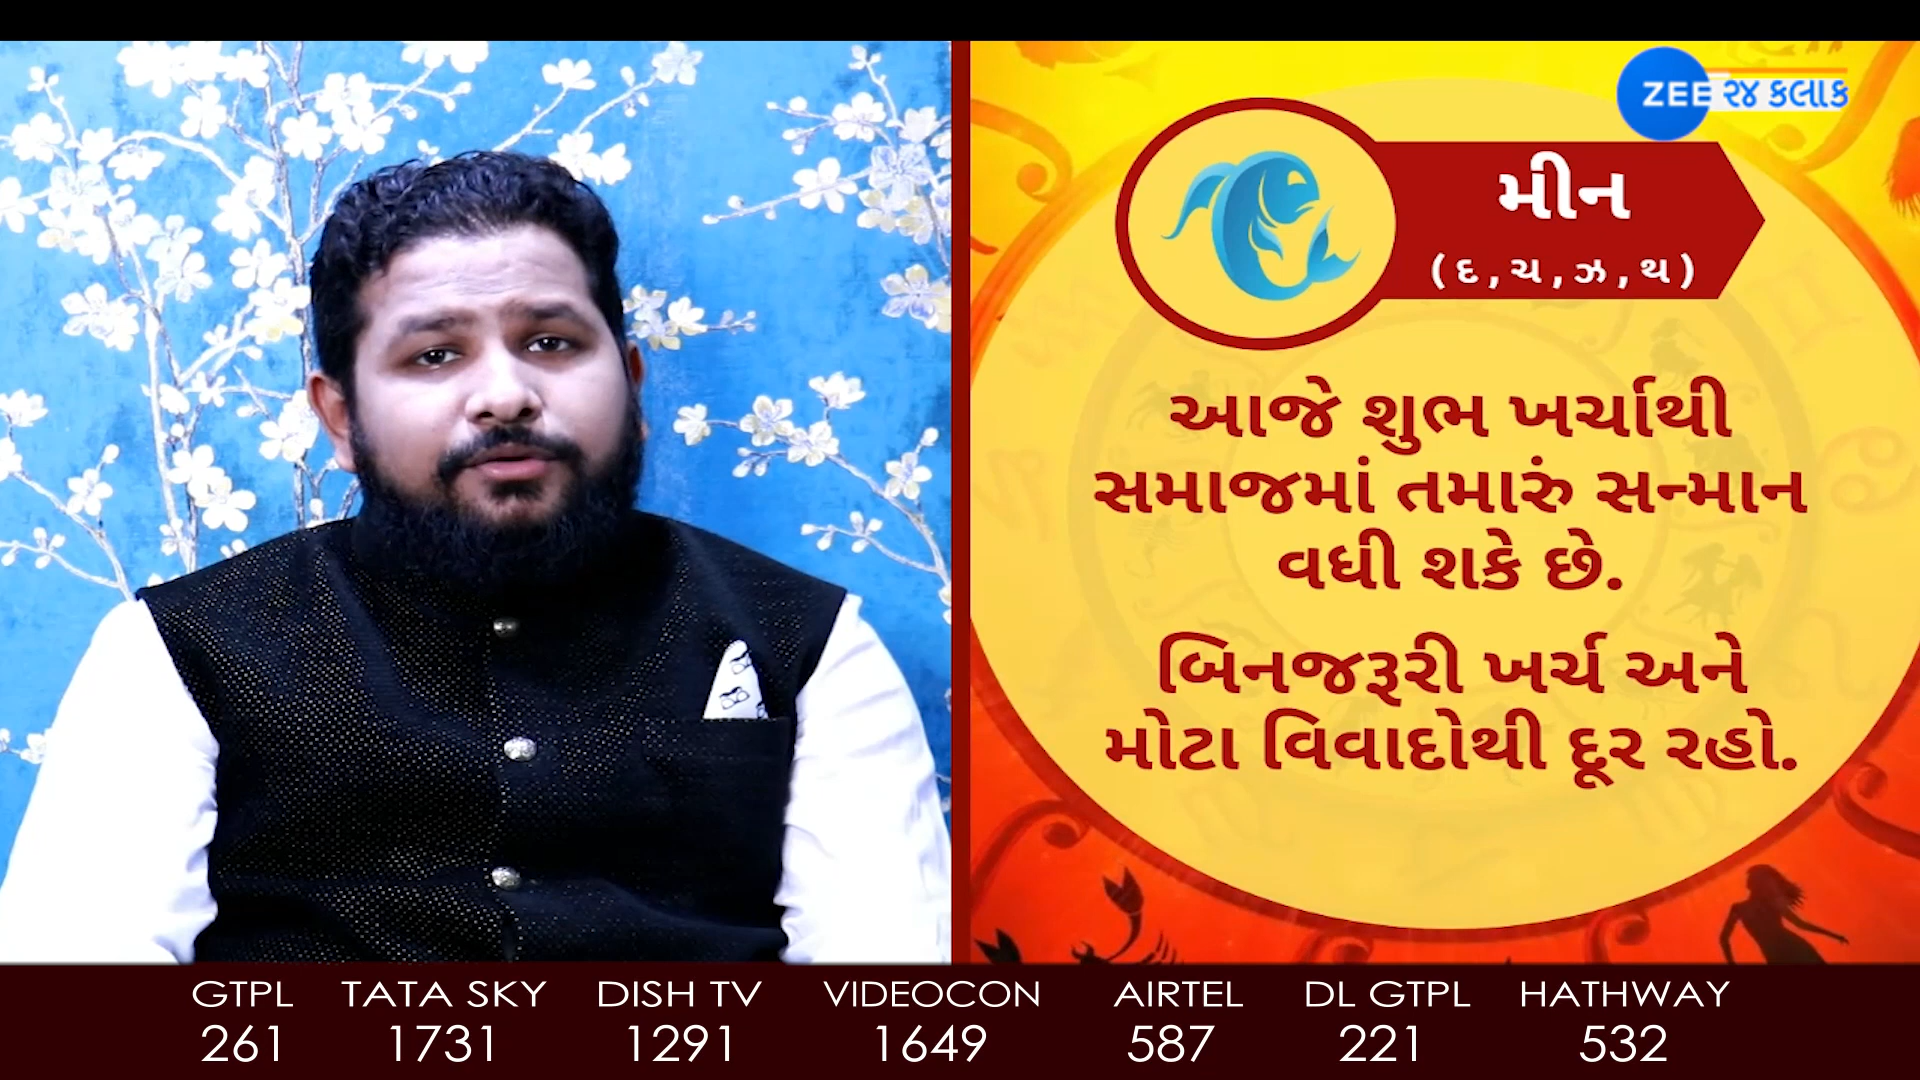 ZEE ૨૪ કલાક
મીન
( દ , ચ , ઝ , થ )
આજે શુભ ખર્ચાથી
સમાજમાં તમારું સન્માન
વધી શકે છે.
બિનજરૂરી ખર્ચ અને
મોટા વિવાદોથી દૂર રહો.
GTPL TATA SKY DISH TV VIDEOCON AIRTEL DL GTPL HATHWAY
261 1731 1291 1649 587 221 532